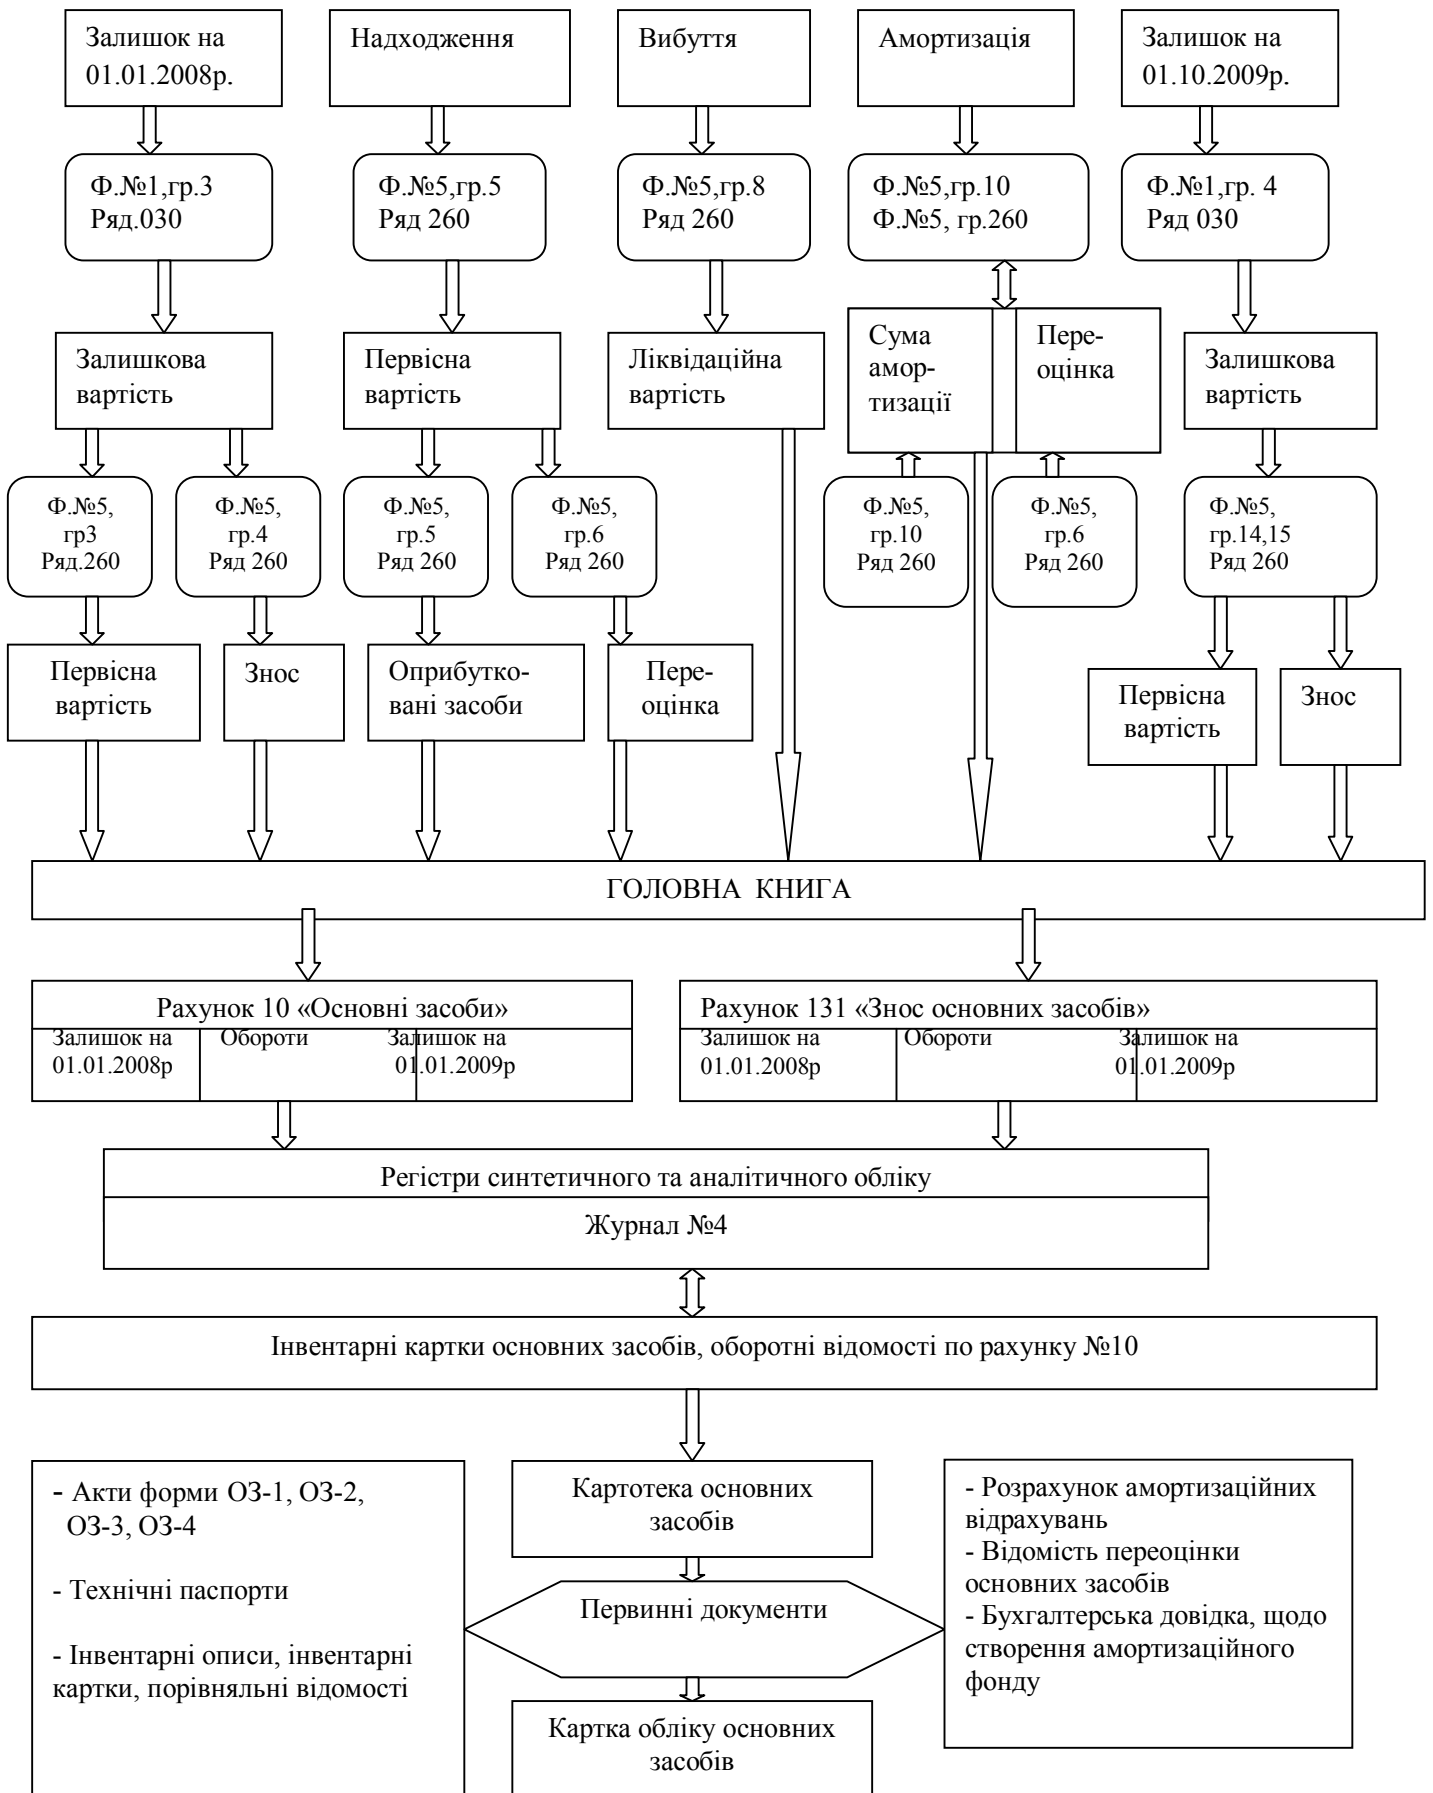 Залишок на
01.01.2008р.
Надходження
Вибуття
Амортизація
Залишок на
01.10.2009р.
Ф.№1,гр.3
Ряд.030
Ф.№5,гр.5
Ряд 260
Ф.№5,гр.8
Ряд 260
Ф.№5,гр.10
Ф.№5, гр.260
Ф.№1,гр. 4
Ряд 030
Залишкова
вартість
Первісна
вартість
Ліквідаційна
вартість
Сума
амор-
тизації
Пере-
оцінка
Залишкова
вартість
Ф.№5,
гр3
Ряд.260
Ф.№5,
гр.4
Ряд 260
Ф.№5,
гр.5
Ряд 260
Ф.№5,
гр.6
Ряд 260
Ф.№5,
гр.10
Ряд 260
Ф.№5,
гр.6
Ряд 260
Ф.№5,
гр.14,15
Ряд 260
Первісна
вартість
Знос
Оприбутко-
вані засоби
Пере-
оцінка
Первісна
вартість
Знос
ГОЛОВНА КНИГА
Рахунок 10 «Основні засоби»
Залишок на
01.01.2008р
Обороти
Залишок на
01.01.2009р
Рахунок 131 «Знос основних засобів»
Залишок на
01.01.2008р
Обороти
Залишок на
01.01.2009р
Регістри синтетичного та аналітичного обліку
Журнал №4
Інвентарні картки основних засобів, оборотні відомості по рахунку №10
- Акти форми ОЗ-1, ОЗ-2,
ОЗ-3, ОЗ-4
- Технічні паспорти
- Інвентарні описи, інвентарні
картки, порівняльні відомості
Картотека основних
засобів
Первинні документи
Картка обліку основних
засобів
- Розрахунок амортизаційних
відрахувань
- Відомість переоцінки
основних засобів
- Бухгалтерська довідка, щодо
створення амортизаційного
фонду